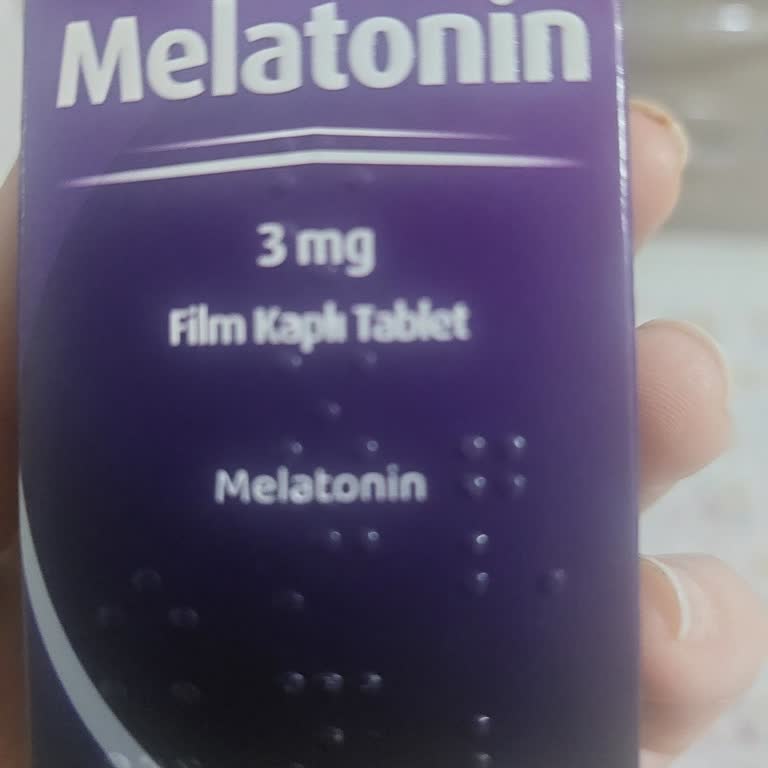 Melatonin
3 mg
Film Kaplı Tablet
Melatonin